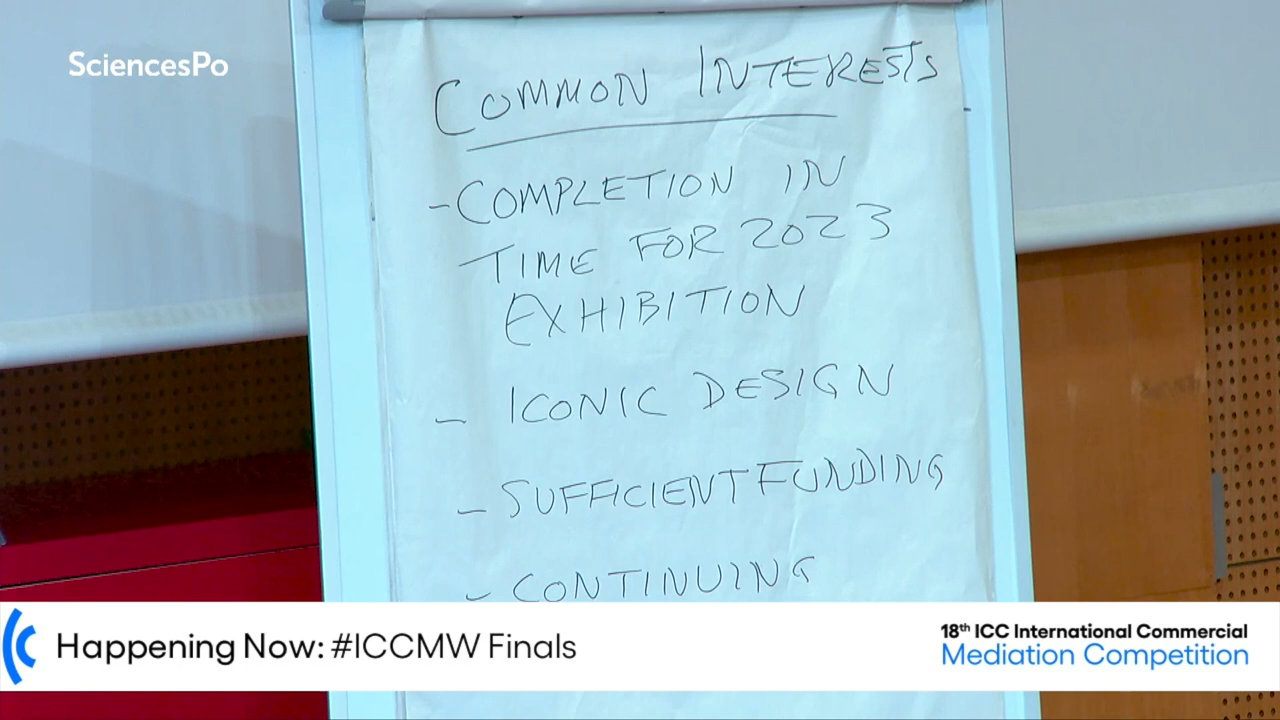 SciencesPo
COMMON INTERESTS
- COMPLETION IN
TIME FOR 2023
EXHIBITION
- ICONIC DESIGN
- SUFFICIENT FUNDING
- CONTINUING
Happening Now: #ICCMW Finals
18th ICC International Commercial
Mediation Competition